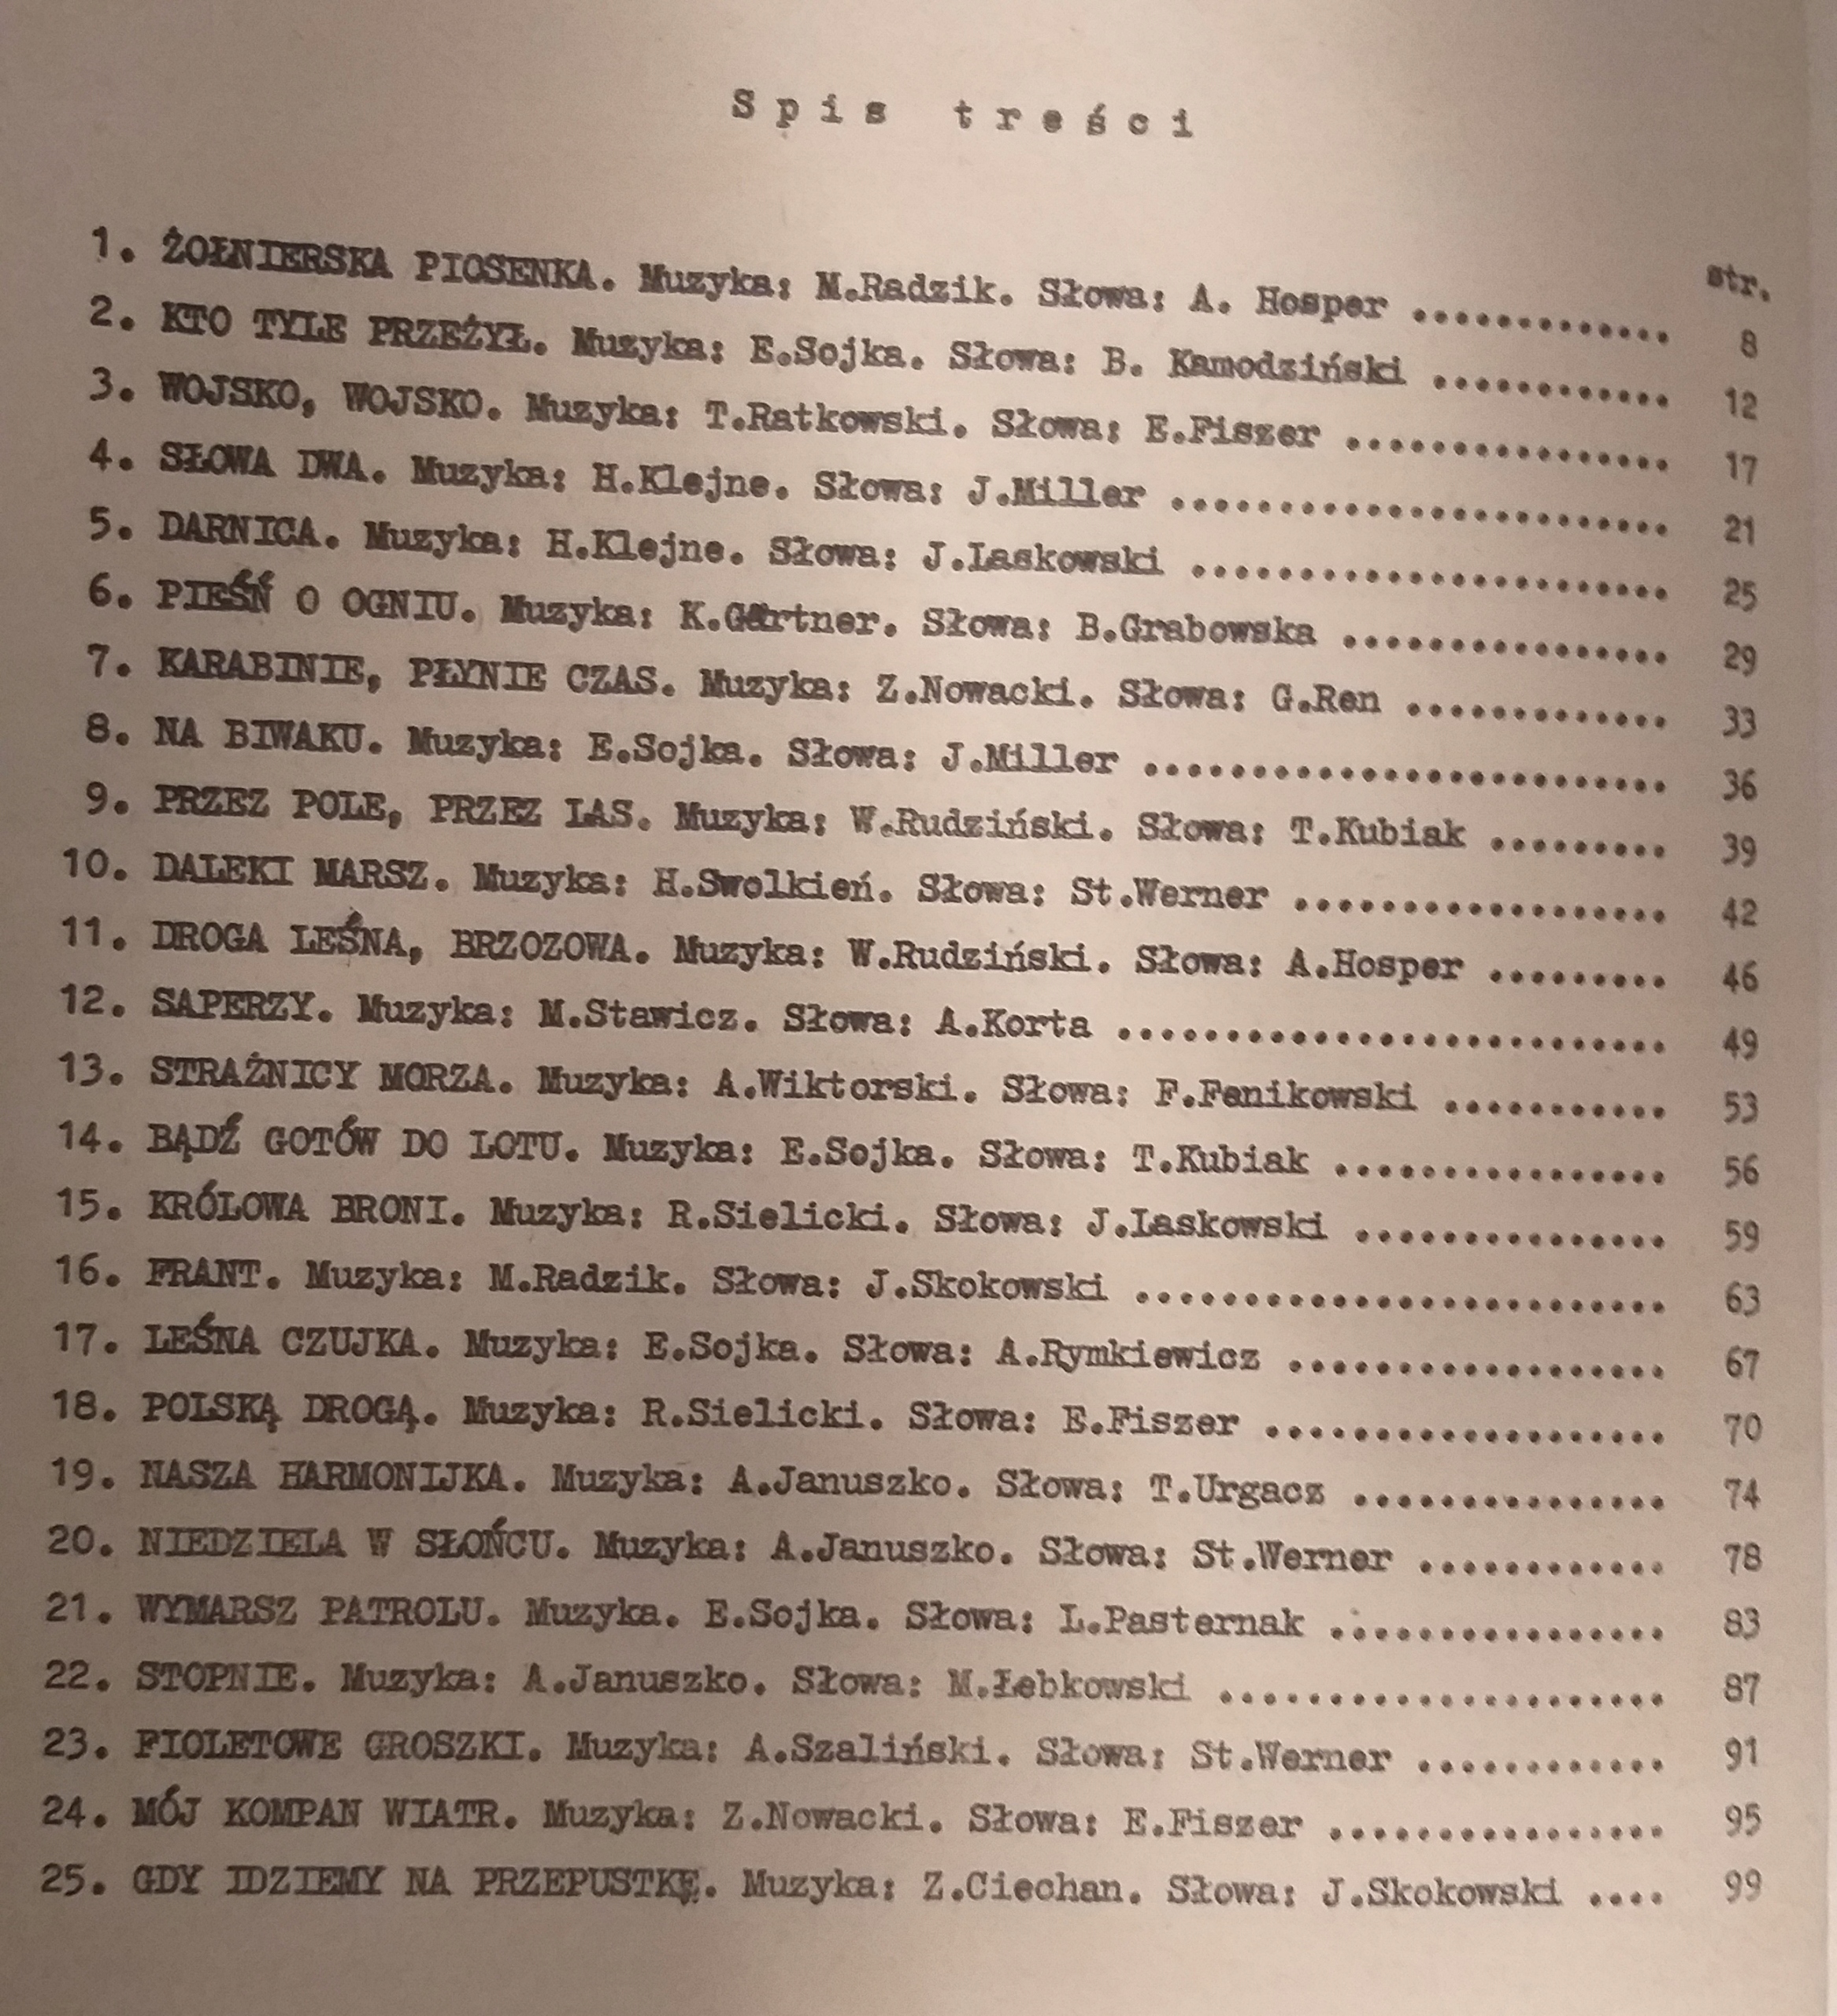 Spis treści
str.
1. ŻOŁNIERSKA PIOSENKA. Muzyka: M.Radzik. Słowa: A. Hosper ............. 8
2. KTO TYLE PRZEŻYŁ. Muzyka: E.Sojka. Słowa: B. Kamodziński ............ 12
3. WOJSKO, WOJSKO. Muzyka: T.Ratkowski. Słowa: E.Fiszer ................ 17
4. SŁOWA DWA. Muzyka: H.Klejne. Słowa: J.Miller ........................ 21
5. DARNICA. Muzyka: H.Klejne. Słowa: J.Laskowski ....................... 25
6. PIEŚŃ O OGNIU. Muzyka: K.Gärtner. Słowa: B.Grabowska ................ 29
7. KARABINIE, PŁYNIE CZAS. Muzyka: Z.Nowacki. Słowa: G.Ren ............. 33
8. NA BIWAKU. Muzyka: E.Sojka. Słowa: J.Miller ......................... 36
9. PRZEZ POLE, PRZEZ LAS. Muzyka: W.Rudziński. Słowa: T.Kubiak ......... 39
10. DALEKI MARSZ. Muzyka: H.Swolkień. Słowa: St.Werner .................. 42
11. DROGA LEŚNA, BRZOZOWA. Muzyka: W.Rudziński. Słowa: A.Hosper ......... 46
12. SAPERZY. Muzyka: M.Stawicz. Słowa: A.Korta .......................... 49
13. STRAŻNICY MORZA. Muzyka: A.Wiktorski. Słowa: F.Fenikowski ........... 53
14. BĄDŹ GOTÓW DO LOTU. Muzyka: E.Sojka. Słowa: T.Kubiak ................ 56
15. KRÓLOWA BRONI. Muzyka: R.Sielicki. Słowa: J.Laskowski ............... 59
16. FRANT. Muzyka: M.Radzik. Słowa: J.Skokowski ......................... 63
17. LEŚNA CZUJKA. Muzyka: E.Sojka. Słowa: A.Rymkiewicz .................. 67
18. POLSKĄ DROGĄ. Muzyka: R.Sielicki. Słowa: E.Fiszer ................... 70
19. NASZA HARMONIJKA. Muzyka: A.Januszko. Słowa: T.Urgacz ............... 74
20. NIEDZIELA W SŁOŃCU. Muzyka: A.Januszko. Słowa: St.Werner ............ 78
21. WYMARSZ PATROLU. Muzyka. E.Sojka. Słowa: L.Pasternak ................ 83
22. STOPNIE. Muzyka: A.Januszko. Słowa: M.Łebkowski ..................... 87
23. FIOLETOWE GROSZKI. Muzyka: A.Szaliński. Słowa: St.Werner ............ 91
24. MÓJ KOMPAN WIATR. Muzyka: Z.Nowacki. Słowa: E.Fiszer ................ 95
25. GDY IDZIEMY NA PRZEPUSTKĘ. Muzyka: Z.Ciechan. Słowa: J.Skokowski .... 99